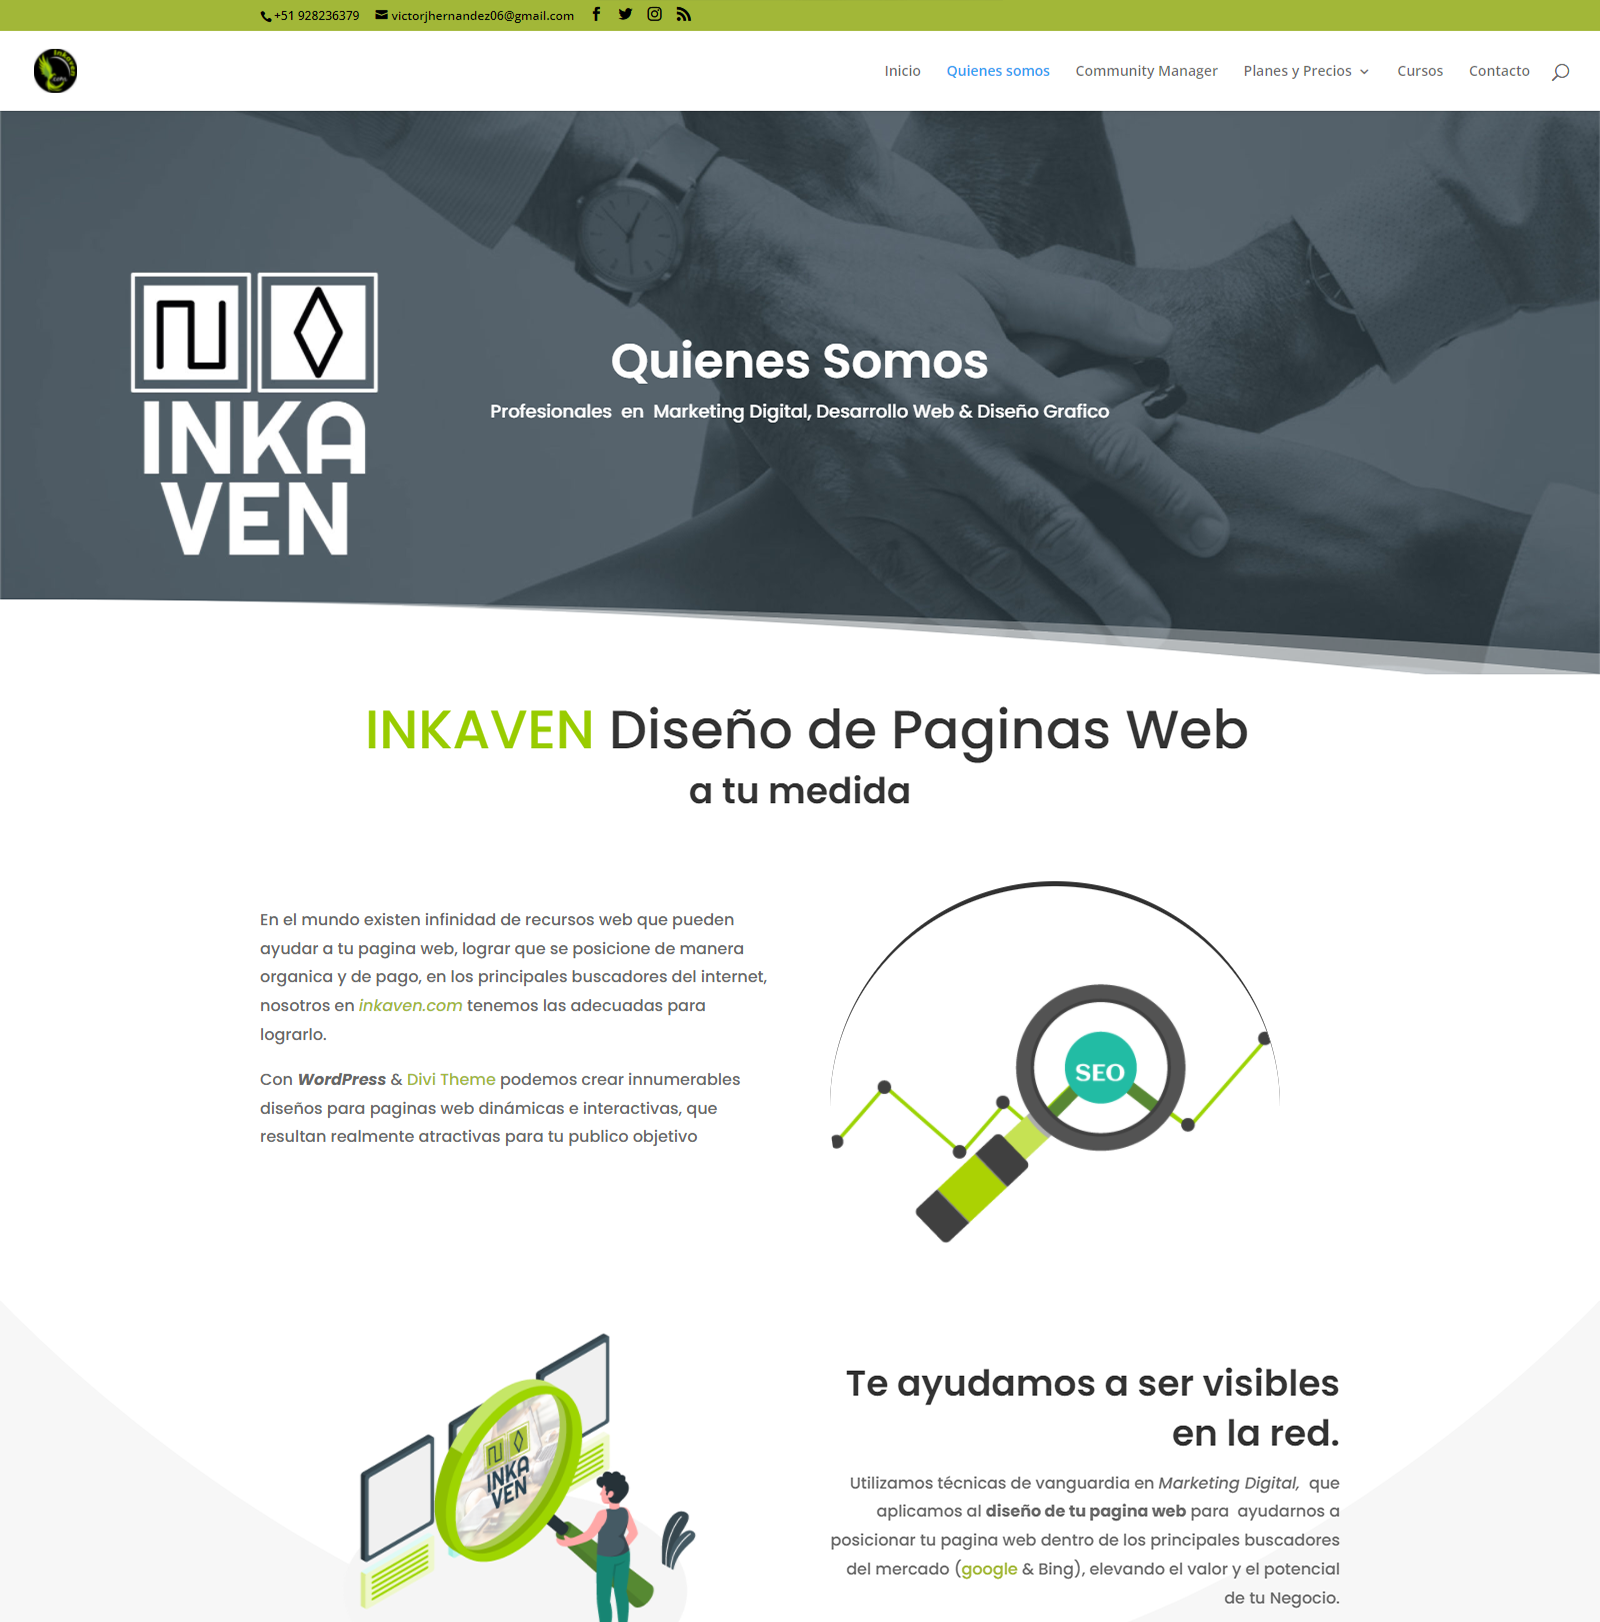 +51 928236379 victorjhernandez06@gmail.com
Inicio Quienes somos Community Manager Planes y Precios Cursos Contacto
INKA
VEN
Quienes Somos
Profesionales en Marketing Digital, Desarrollo Web & Diseño Grafico
INKAVEN Diseño de Paginas Web
a tu medida
En el mundo existen infinidad de recursos web que pueden
ayudar a tu pagina web, lograr que se posicione de manera
organica y de pago, en los principales buscadores del internet,
nosotros en inkaven.com tenemos las adecuadas para
lograrlo.
Con WordPress & Divi Theme podemos crear innumerables
diseños para paginas web dinámicas e interactivas, que
resultan realmente atractivas para tu publico objetivo
SEO
INKA
VEN
Te ayudamos a ser visibles
en la red.
Utilizamos técnicas de vanguardia en Marketing Digital, que
aplicamos al diseño de tu pagina web para ayudarnos a
posicionar tu pagina web dentro de los principales buscadores
del mercado (google & Bing), elevando el valor y el potencial
de tu Negocio.